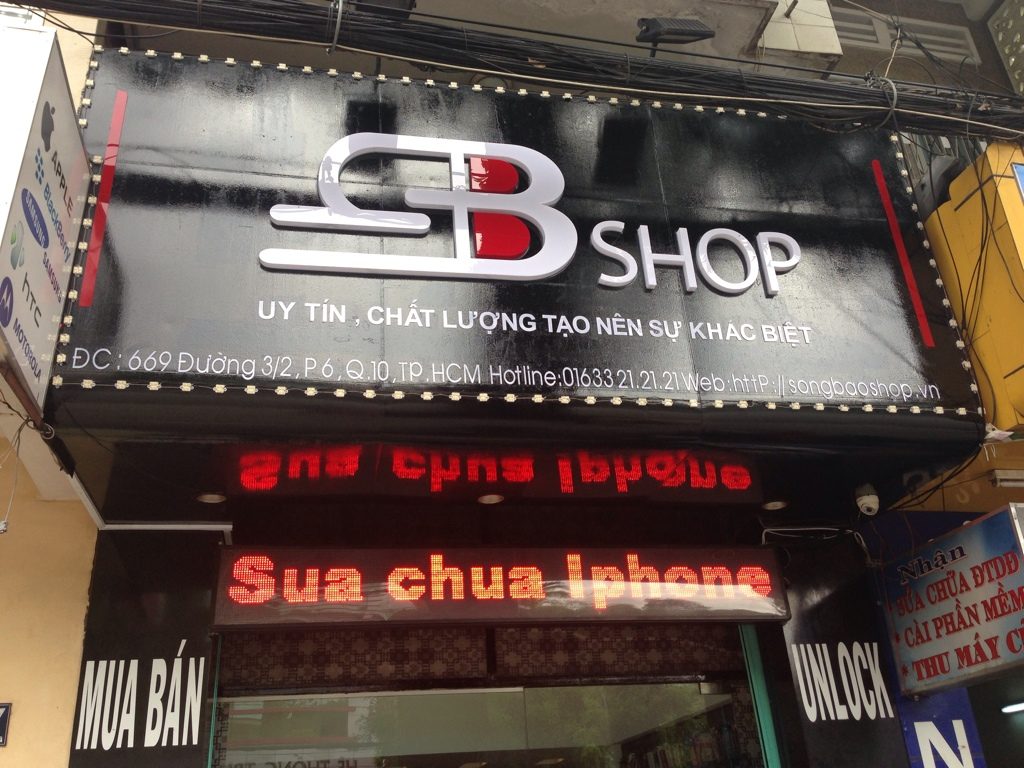 SB SHOP
UY TÍN , CHẤT LƯỢNG TẠO NÊN SỰ KHÁC BIỆT
ĐC : 669 Đường 3/2, P 6, Q.10, TP.HCM Hotline:01633 21.21.21 Web:httP://songbaoshop.vn
APPLE
BlackBerry
SAMSUNG
SAMSUNG
hTC
MOTOROLA
Sua chua Iphone
Sua chua Iphone
MUA BÁN
UNLOCK
Nhận
* SỬA CHỮA ĐTDĐ
* CÀI PHẦN MỀM
* THU MÁY
N